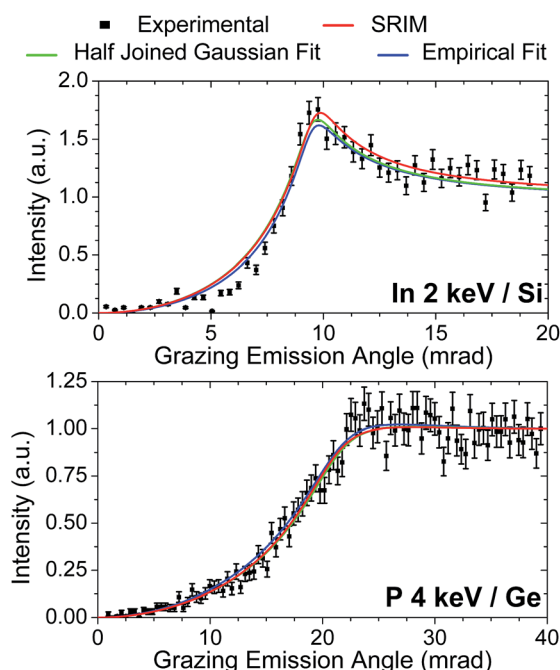 Experimental SRIM
Half Joined Gaussian Fit Empirical Fit
2.0
1.5
1.0
0.5
0.0
Intensity (a.u.)
In 2 keV / Si
0 5 10 15 20
Grazing Emission Angle (mrad)
1.25
1.00
0.75
0.50
0.25
0.00
Intensity (a.u.)
P 4 keV / Ge
0 10 20 30 40
Grazing Emission Angle (mrad)